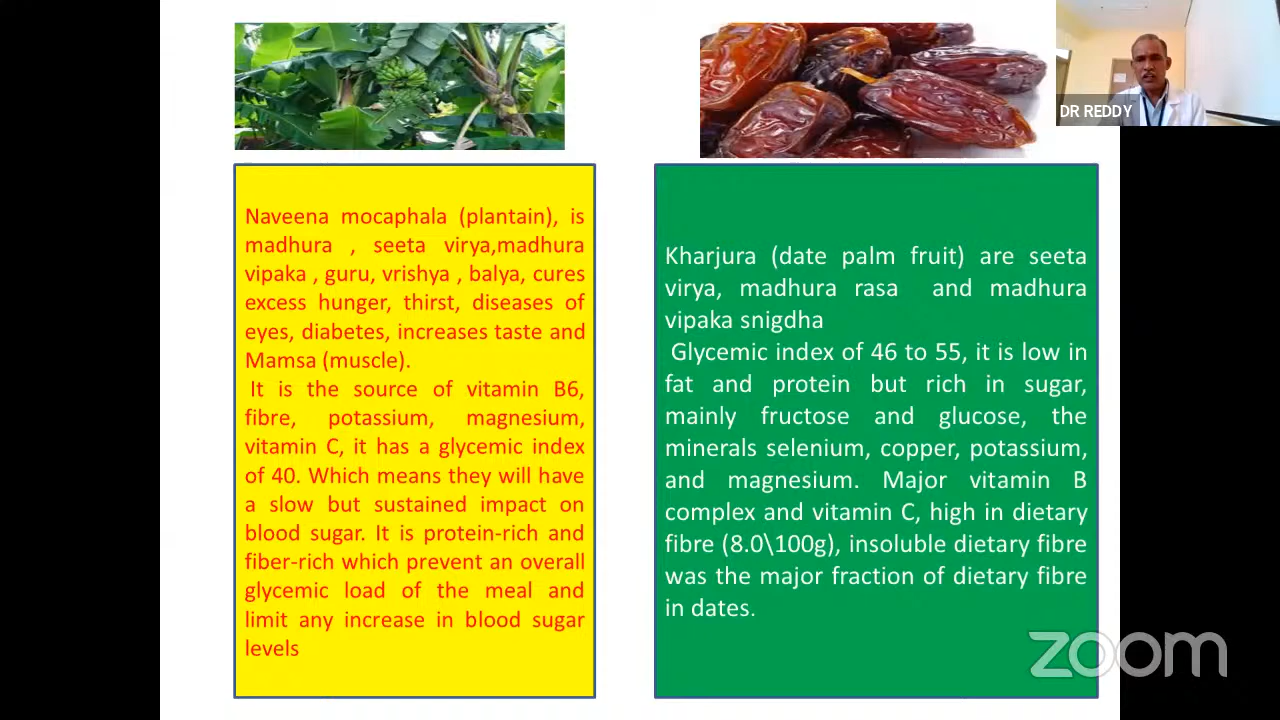 DR REDDY
Naveena mocaphala (plantain), is
madhura , seeta virya,madhura
vipaka , guru, vrishya , balya, cures
excess hunger, thirst, diseases of
eyes, diabetes, increases taste and
Mamsa (muscle).
It is the source of vitamin B6,
fibre, potassium, magnesium,
vitamin C, it has a glycemic index
of 40. Which means they will have
a slow but sustained impact on
blood sugar. It is protein-rich and
fiber-rich which prevent an overall
glycemic load of the meal and
limit any increase in blood sugar
levels
Kharjura (date palm fruit) are seeta
virya, madhura rasa and madhura
vipaka snigdha
Glycemic index of 46 to 55, it is low in
fat and protein but rich in sugar,
mainly fructose and glucose, the
minerals selenium, copper, potassium,
and magnesium. Major vitamin B
complex and vitamin C, high in dietary
fibre (8.0\100g), insoluble dietary fibre
was the major fraction of dietary fibre
in dates.
zoom